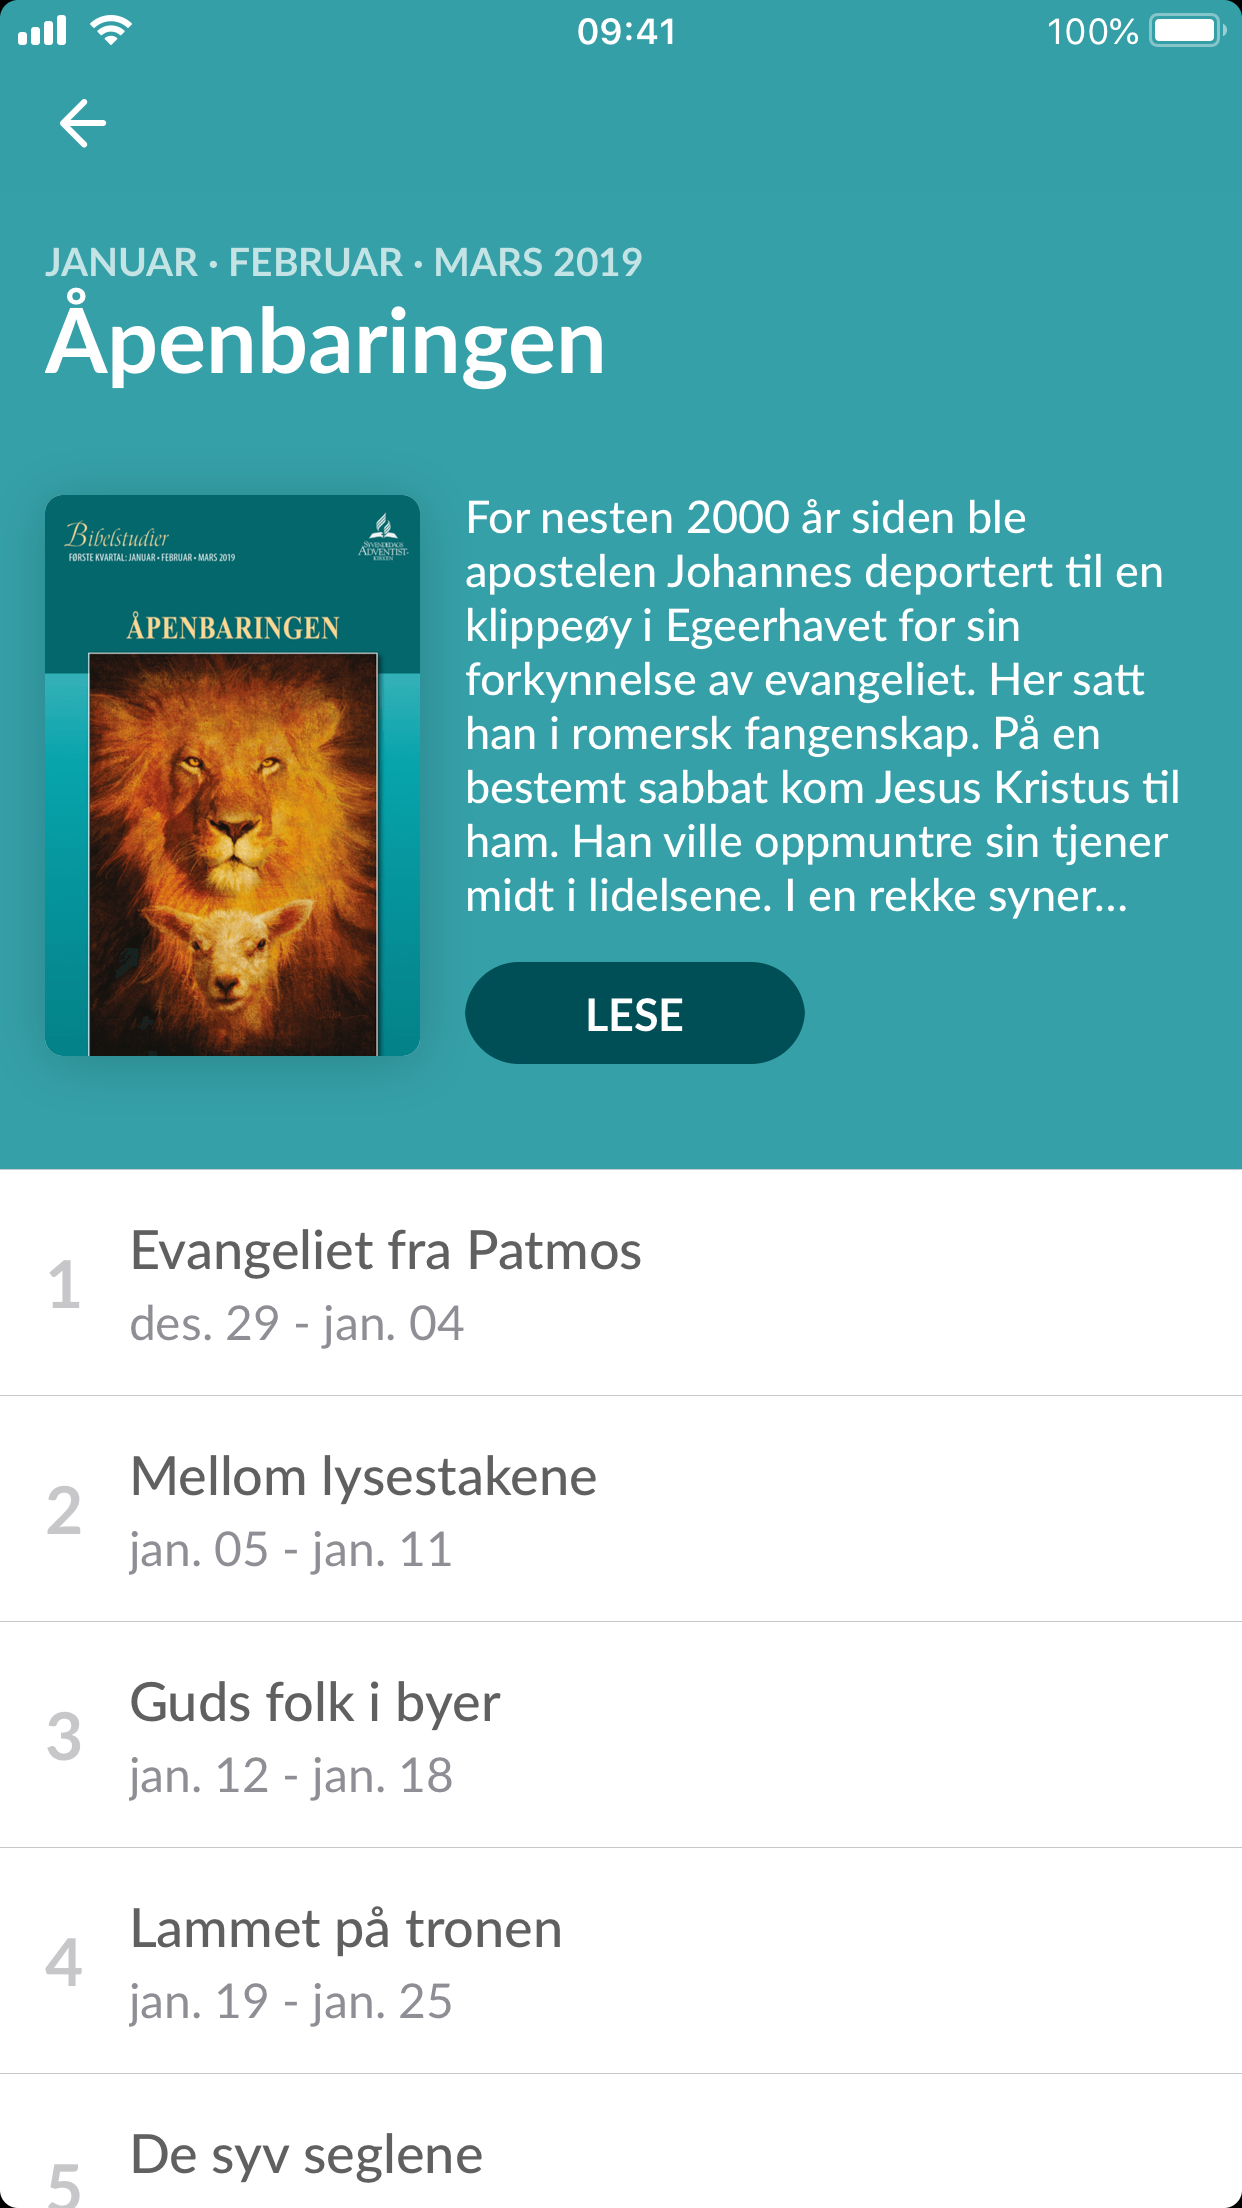 09:41
100%
JANUAR · FEBRUAR · MARS 2019
Åpenbaringen
Bibelstudier
FØRSTE KVARTAL: JANUAR • FEBRUAR • MARS 2019
SYVENDEDAGS
ADVENTIST-
KIRKEN
ÅPENBARINGEN
For nesten 2000 år siden ble
apostelen Johannes deportert til en
klippeøy i Egeerhavet for sin
forkynnelse av evangeliet. Her satt
han i romersk fangenskap. På en
bestemt sabbat kom Jesus Kristus til
ham. Han ville oppmuntre sin tjener
midt i lidelsene. I en rekke syner...
LESE
1
Evangeliet fra Patmos
des. 29 - jan. 04
2
Mellom lysestakene
jan. 05 - jan. 11
3
Guds folk i byer
jan. 12 - jan. 18
4
Lammet på tronen
jan. 19 - jan. 25
5
De syv seglene